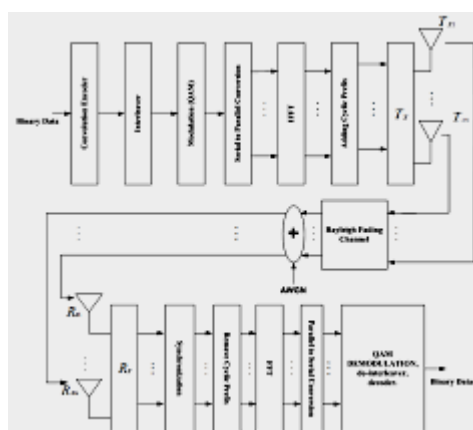 Binary Data
Convolution Encoder
Interleaver
Modulation (QAM)
Serial to Parallel Conversion
IFFT
Adding Cyclic Prefix
Rayleigh Fading
Channel
+
AWGN
Synchronization
Remove Cyclic Prefix
FFT
Parallel to Serial Conversion
QAM
DEMODULATION,
de-interleaver,
decoder.
Binary Data